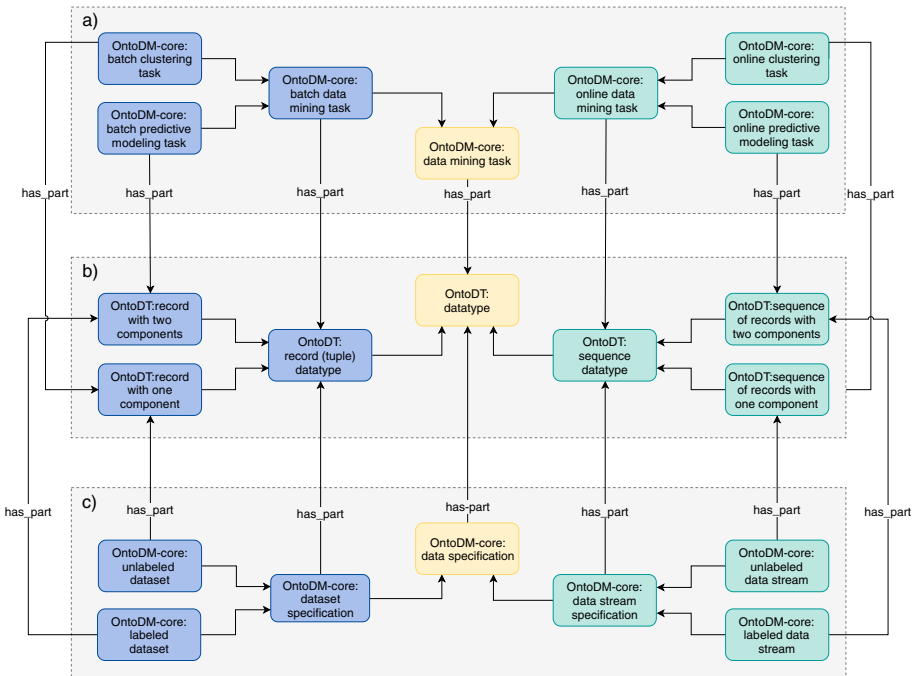 a)
OntoDM-core:
batch clustering
task
OntoDM-core:
batch predictive
modeling task
OntoDM-core:
batch data
mining task
OntoDM-core:
data mining task
OntoDM-core:
online data
mining task
OntoDM-core:
online clustering
task
OntoDM-core:
online predictive
modeling task
has_part
has_part
has_part
has_part
has_part
has_part
has_part
b)
OntoDT:record
with two
components
OntoDT:record
with one
component
OntoDT:
record (tuple)
datatype
OntoDT:
datatype
OntoDT:
sequence
datatype
OntoDT:sequence
of records with
two components
OntoDT:sequence
of records with
one component
c)
has_part
has_part
has_part
has-part
has_part
has_part
has_part
OntoDM-core:
unlabeled
dataset
OntoDM-core:
labeled
dataset
OntoDM-core:
dataset
specification
OntoDM-core:
data specification
OntoDM-core:
data stream
specification
OntoDM-core:
unlabeled
data stream
OntoDM-core:
labeled data
stream